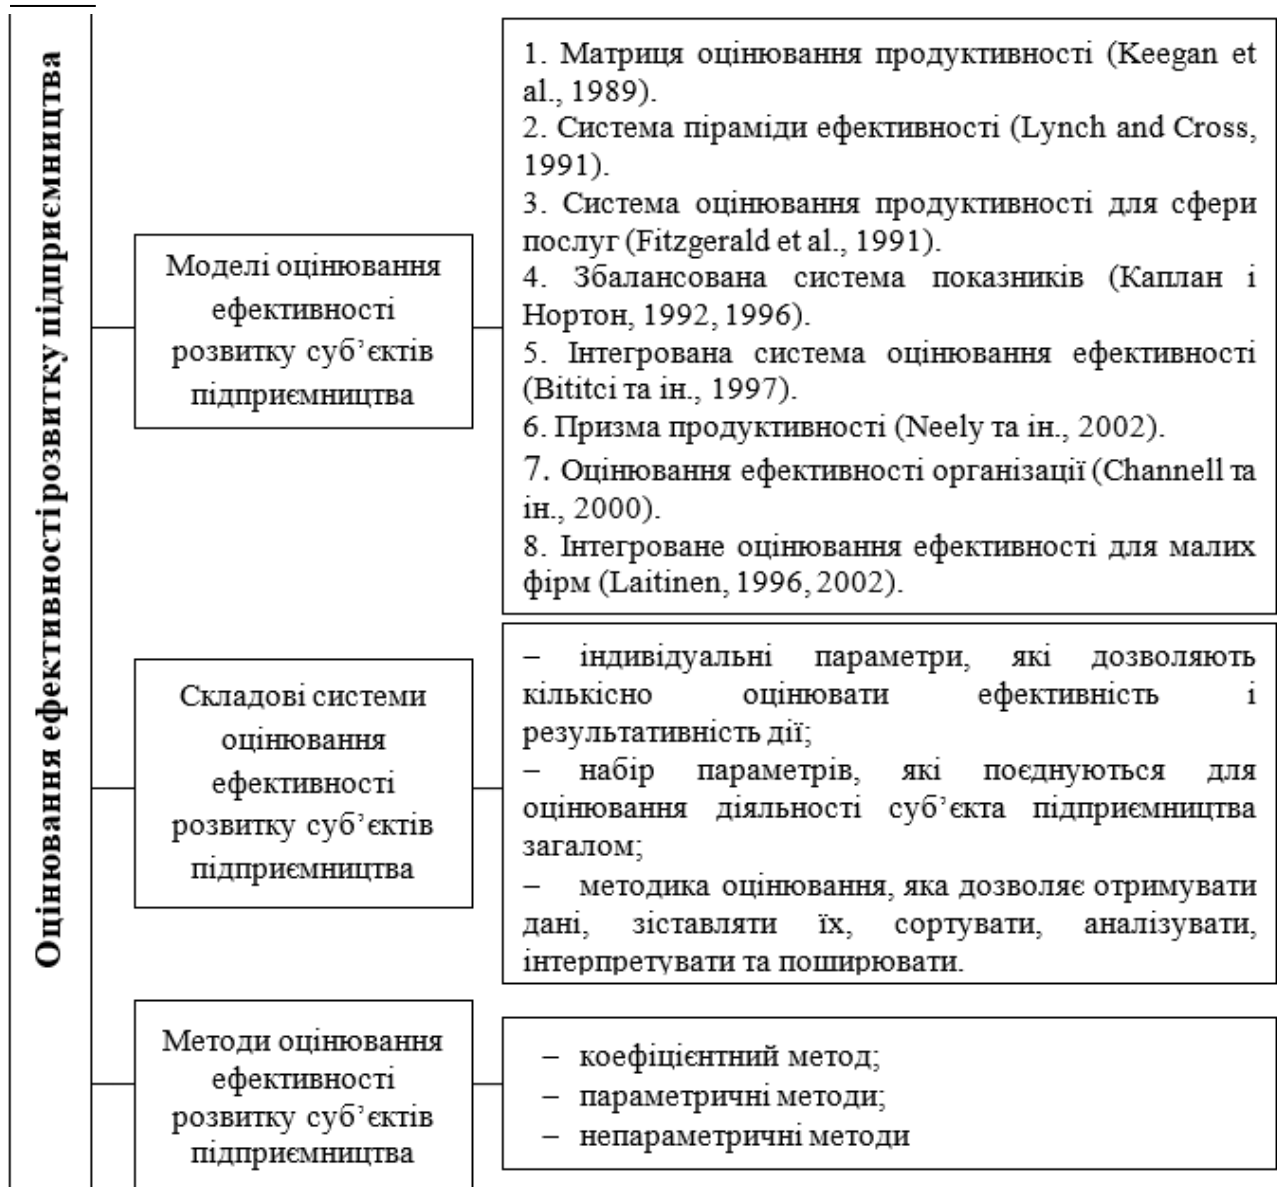 Оцінювання ефективності розвитку підприємництва
Моделі оцінювання
ефективності
розвитку суб’єктів
підприємництва
1. Матриця оцінювання продуктивності (Keegan et
al., 1989).
2. Система піраміди ефективності (Lynch and Cross,
1991).
3. Система оцінювання продуктивності для сфери
послуг (Fitzgerald et al., 1991).
4. Збалансована система показників (Каплан і
Нортон, 1992, 1996).
5. Інтегрована система оцінювання ефективності
(Bititci та ін., 1997).
6. Призма продуктивності (Neely та ін., 2002).
7. Оцінювання ефективності організації (Channell та
ін., 2000).
8. Інтегроване оцінювання ефективності для малих
фірм (Laitinen, 1996, 2002).
Складові системи
оцінювання
ефективності
розвитку суб’єктів
підприємництва
– індивідуальні параметри, які дозволяють
кількісно оцінювати ефективність і
результативність дії;
– набір параметрів, які поєднуються для
оцінювання діяльності суб’єкта підприємництва
загалом;
– методика оцінювання, яка дозволяє отримувати
дані, зіставляти їх, сортувати, аналізувати,
інтерпретувати та поширювати.
Методи оцінювання
ефективності
розвитку суб’єктів
підприємництва
– коефіцієнтний метод;
– параметричні методи;
– непараметричні методи